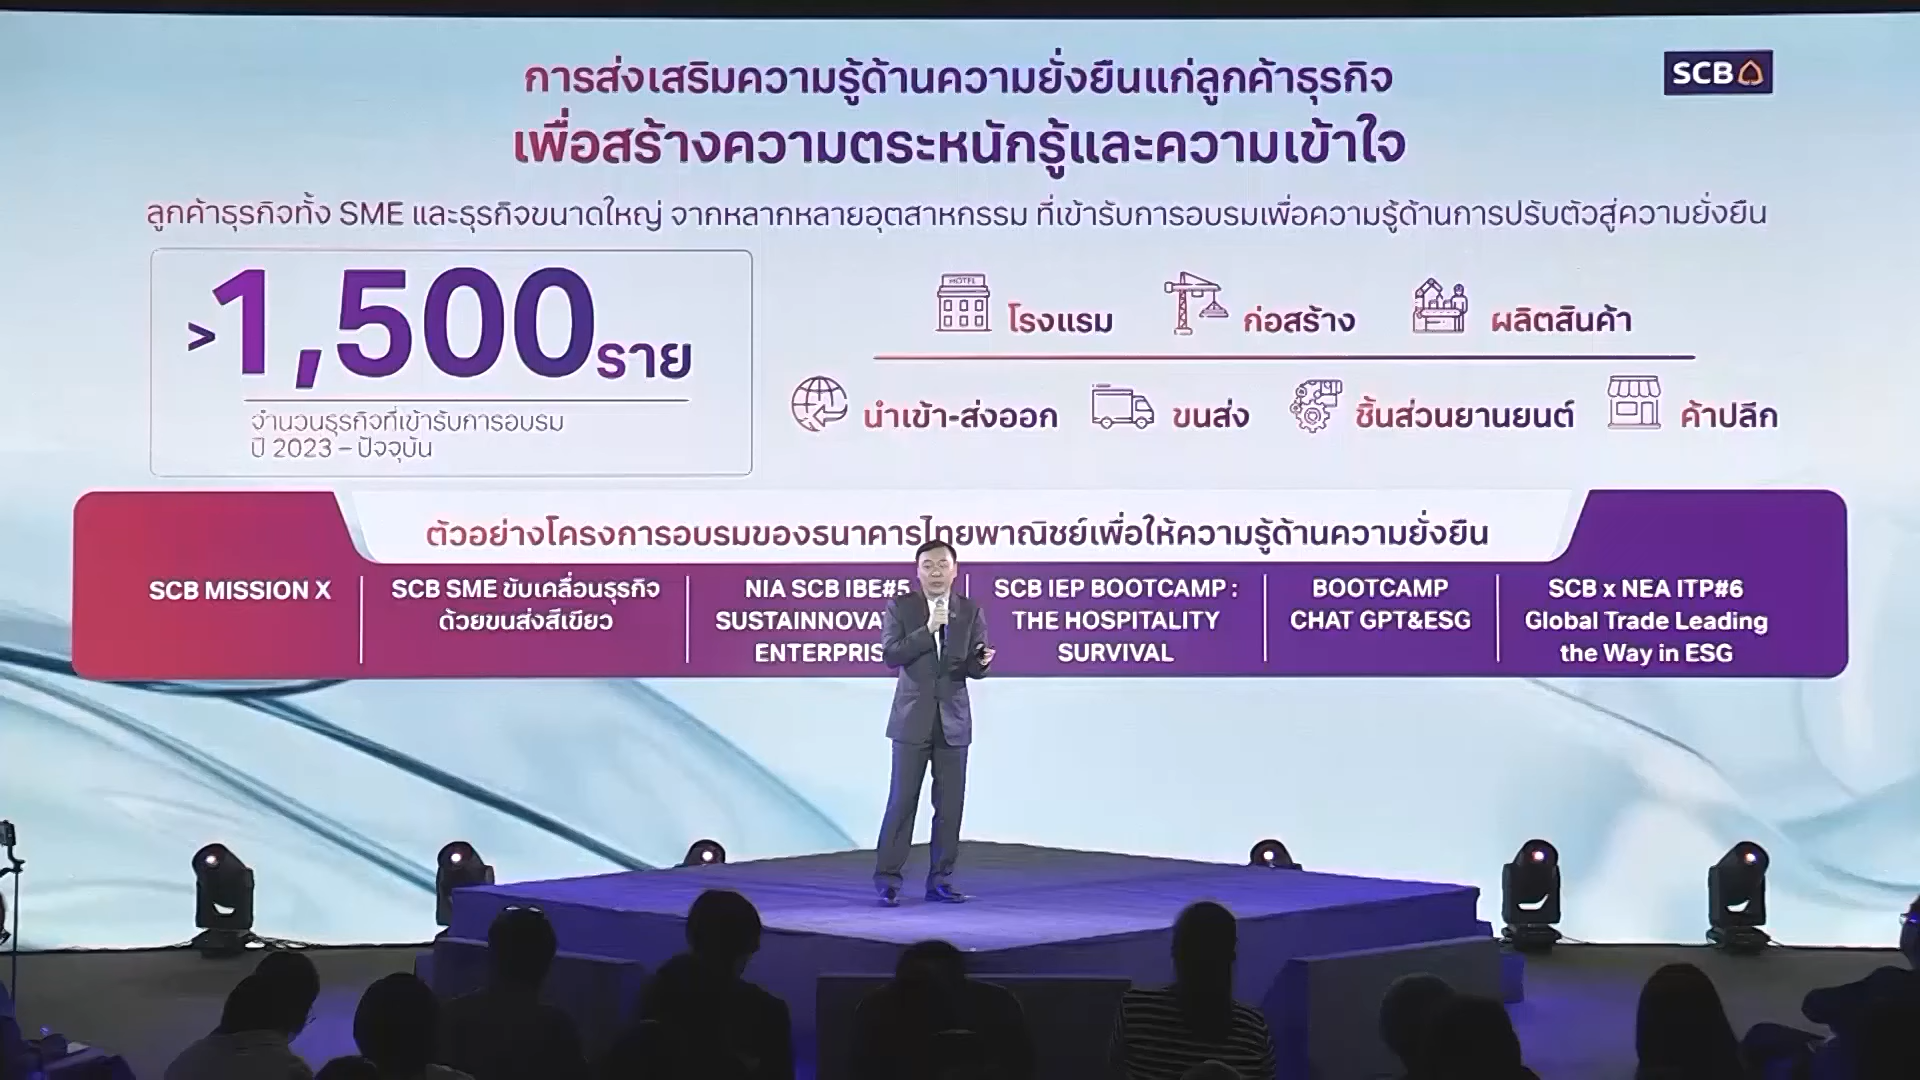 การส่งเสริมความรู้ด้านความยั่งยืนแก่ลูกค้าธุรกิจ
SCB
เพื่อสร้างความตระหนักรู้และความเข้าใจ
ลูกค้าธุรกิจทั้ง SME และธุรกิจขนาดใหญ่ จากหลากหลายอุตสาหกรรม ที่เข้ารับการอบรมเพื่อความรู้ด้านการปรับตัวสู่ความยั่งยืน
>1,500ราย
จำนวนธุรกิจที่เข้ารับการอบรม
ปี 2023 – ปัจจุบัน
HOTEL
โรงแรม
ก่อสร้าง
ผลิตสินค้า
นำเข้า-ส่งออก
ขนส่ง
ชิ้นส่วนยานยนต์
ค้าปลีก
ตัวอย่างโครงการอบรมของธนาคารไทยพาณิชย์เพื่อให้ความรู้ด้านความยั่งยืน
SCB MISSION X
SCB SME ขับเคลื่อนธุรกิจ
ด้วยขนส่งสีเขียว
NIA SCB IBE#5
SUSTAINNOVA
ENTERPRIS
SCB IEP BOOTCAMP :
THE HOSPITALITY
SURVIVAL
BOOTCAMP
CHAT GPT&ESG
SCB x NEA ITP#6
Global Trade Leading
the Way in ESG